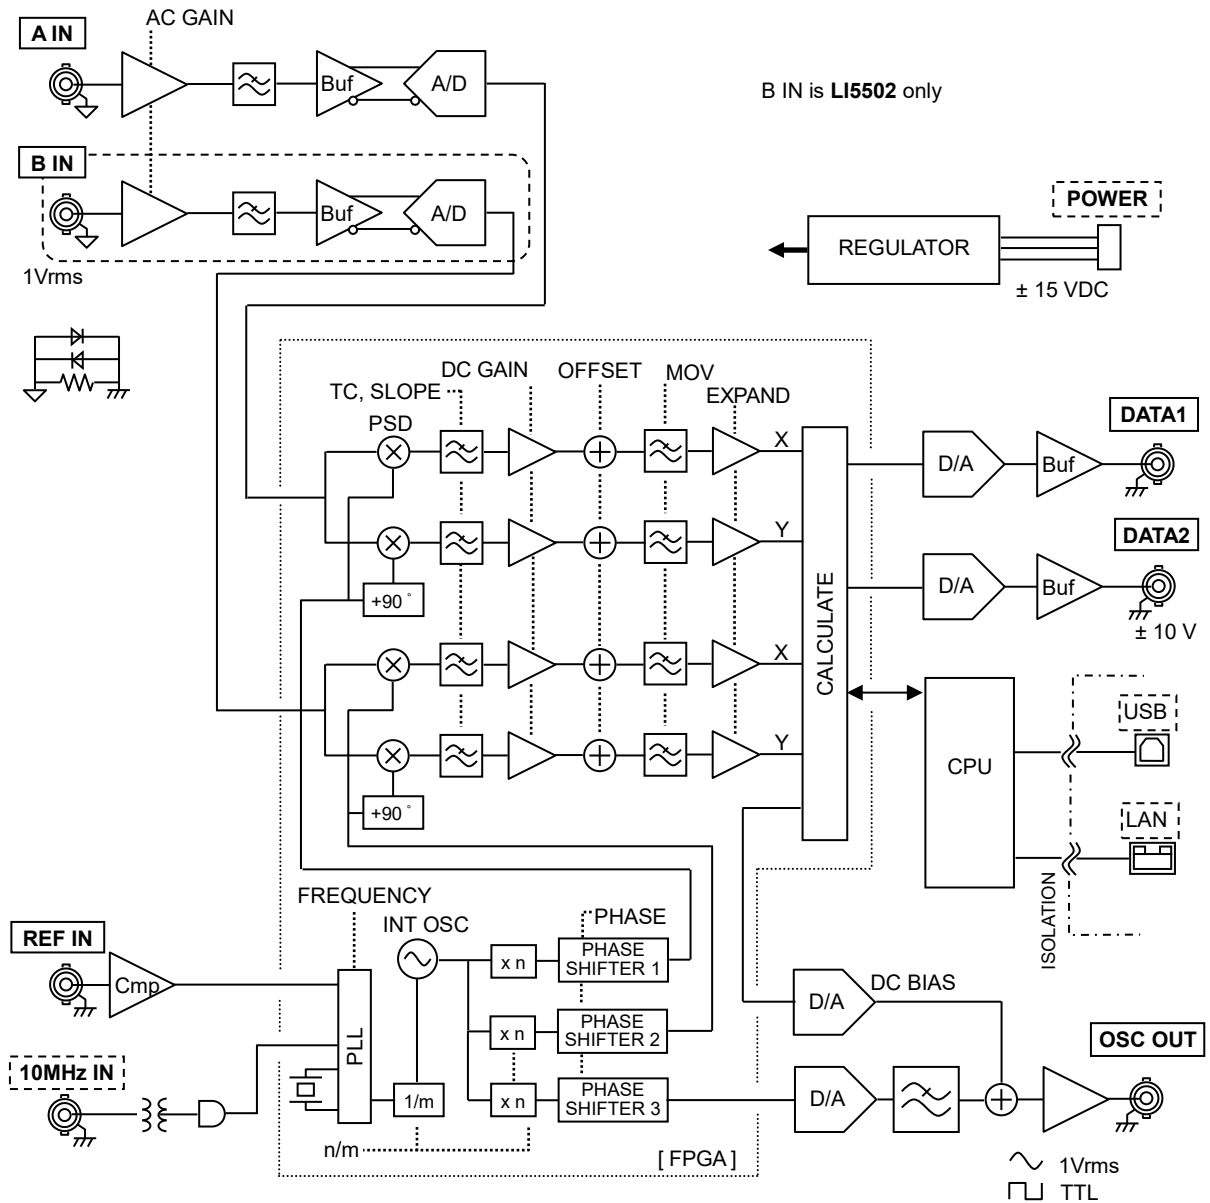 AC GAIN
A IN
Buf
A/D
B IN is LI5502 only
B IN
Buf
A/D
1Vrms
POWER
REGULATOR
± 15 VDC
DC GAIN
OFFSET
MOV
TC, SLOPE
EXPAND
PSD
X
DATA1
D/A
Buf
Y
DATA2
+90 °
D/A
Buf
± 10 V
CALCULATE
X
Y
+90 °
CPU
USB
LAN
ISOLATION
FREQUENCY
INT OSC
PHASE
REF IN
Cmp
x n
PHASE SHIFTER 1
x n
PHASE SHIFTER 2
x n
PHASE SHIFTER 3
PLL
1/m
n/m
10MHz IN
[ FPGA ]
D/A
DC BIAS
D/A
OSC OUT
1Vrms
TTL